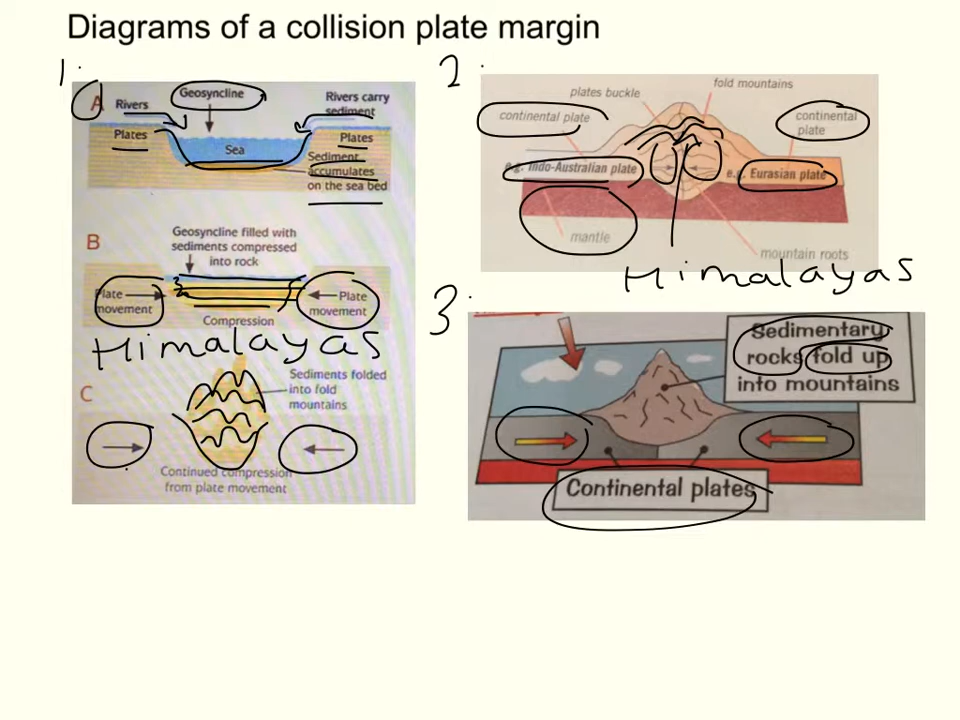 Diagrams of a collision plate margin
1.
A
Rivers
Geosyncline
Rivers carry
sediment
Plates
Sea
Plates
Sediment
accumulates
on the sea bed
B
Geosyncline filled with
sediments compressed
into rock
Plate
movement
Plate
movement
Compression
Himalayas
C
Sediments folded
into fold
mountains
Continued compression
from plate movement
2.
fold mountains
plates buckle
continental plate
continental
plate
e.g. Indo-Australian plate
e.g. Eurasian plate
mantle
mountain roots
Himalayas
3.
Sedimentary
rocks fold up
into mountains
Continental plates